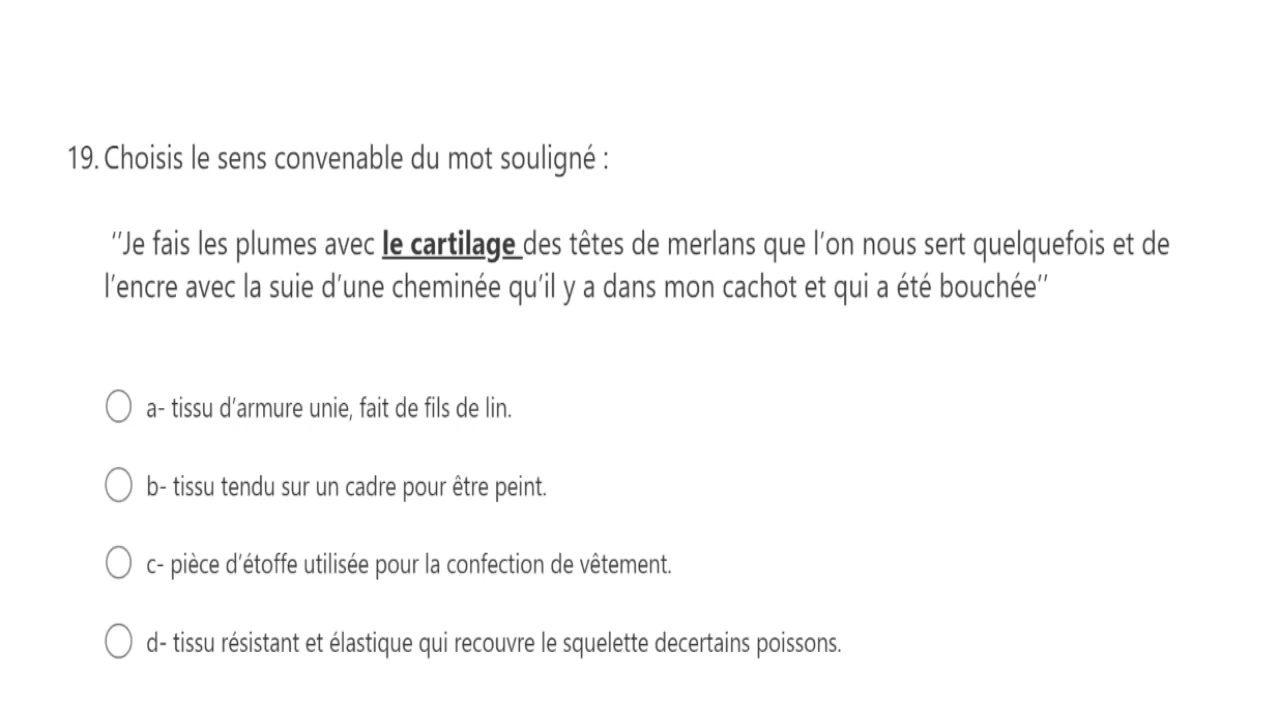 19. Choisis le sens convenable du mot souligné :
‘‘Je fais les plumes avec le cartilage des têtes de merlans que l’on nous sert quelquefois et de
l’encre avec la suie d’une cheminée qu’il y a dans mon cachot et qui a été bouchée’’
a- tissu d’armure unie, fait de fils de lin.
b- tissu tendu sur un cadre pour être peint.
c- pièce d’étoffe utilisée pour la confection de vêtement.
d- tissu résistant et élastique qui recouvre le squelette decertains poissons.